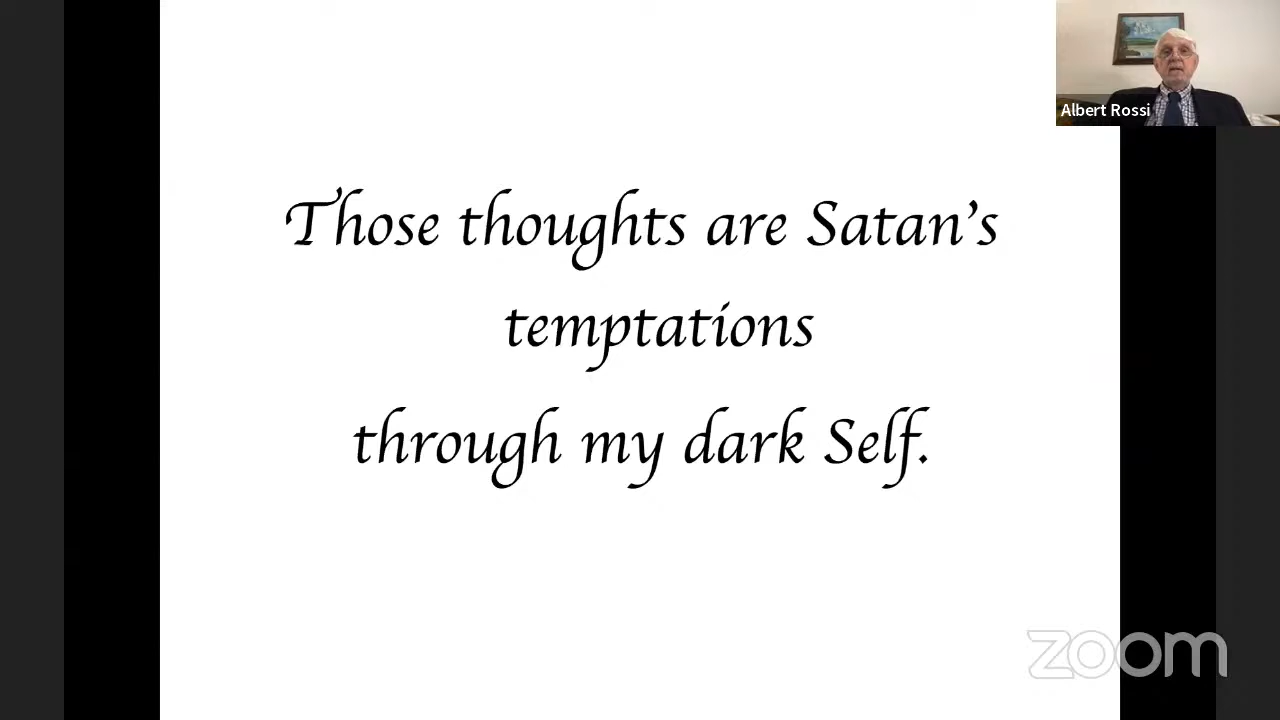 Albert Rossi
Those thoughts are Satan's
temptations
through my dark Self.
zoom